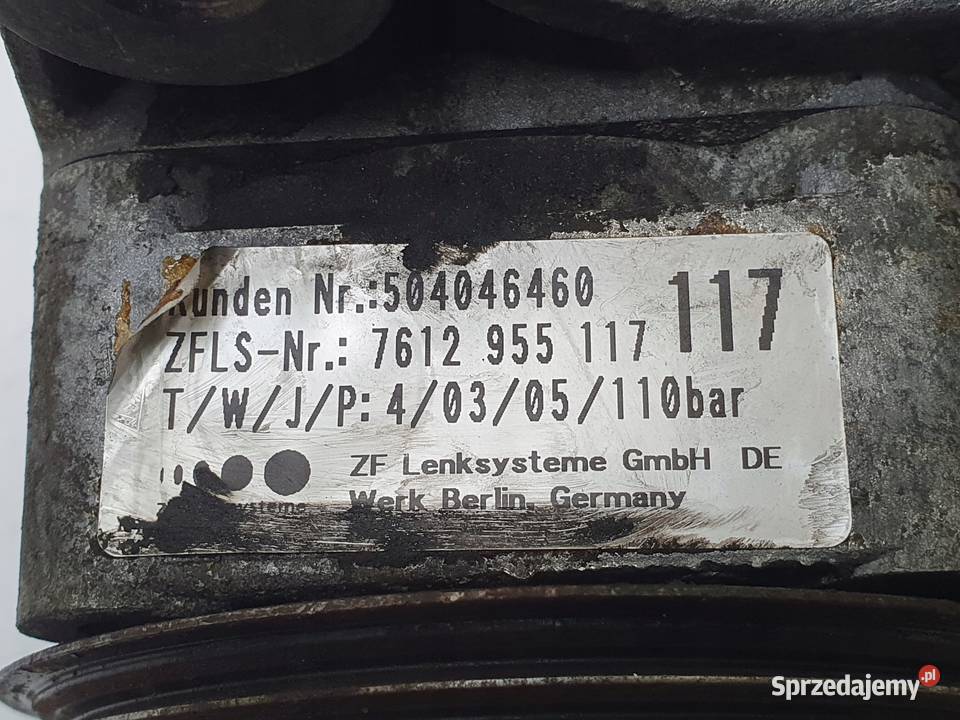 Kunden Nr.:504046460
117
ZFLS-Nr.: 7612 955 117
T/W/J/P: 4/03/05/110bar
ZF Lenksysteme GmbH DE
Werk Berlin, Germany
Sprzedajemy.pl